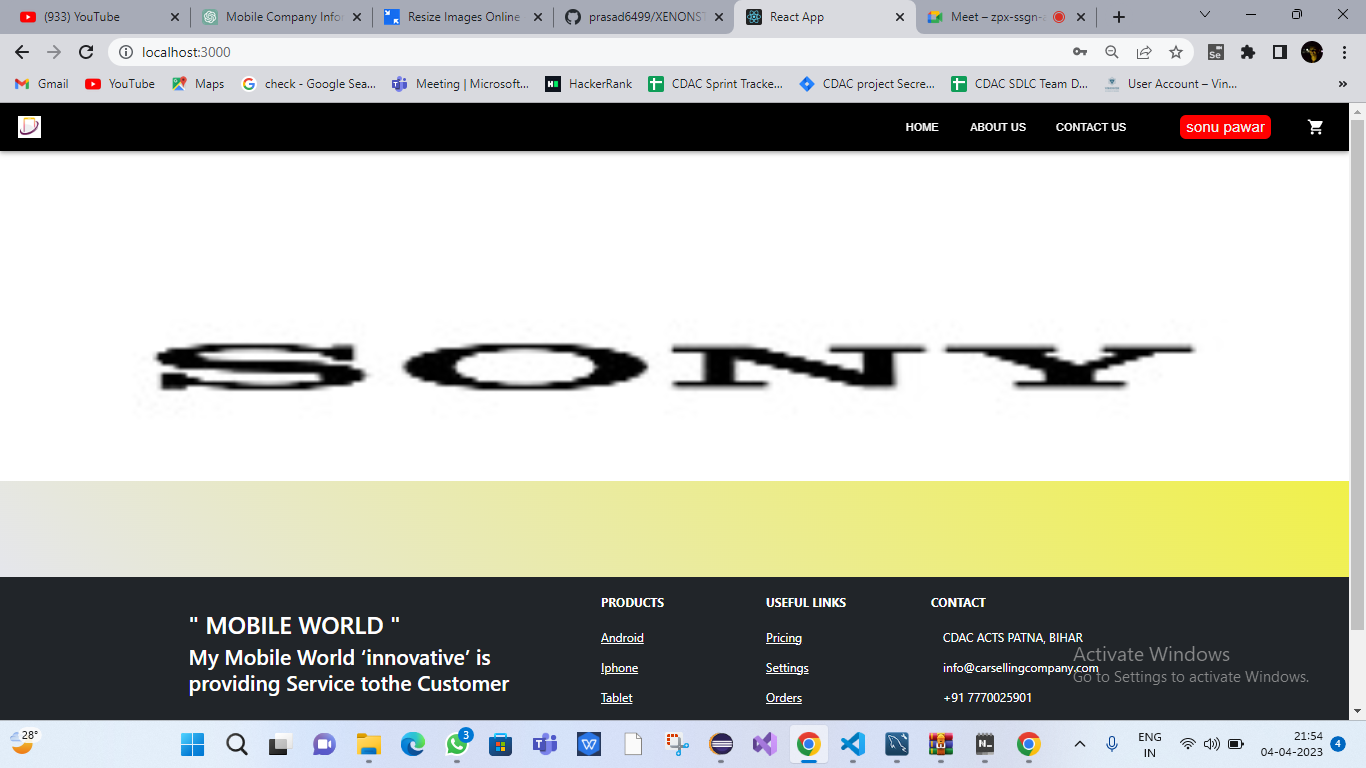 (933) YouTube
Mobile Company Info
Resize Images Online
prasad6499/XENONST
React App
Meet – zpx-ssgn-
localhost:3000
Se
Gmail
YouTube
Maps
check - Google Sea...
Meeting | Microsoft...
HackerRank
CDAC Sprint Tracke...
CDAC project Secre...
CDAC SDLC Team D...
User Account – Vin...
»
HOME
ABOUT US
CONTACT US
sonu pawar
SONY
" MOBILE WORLD "
My Mobile World ‘innovative’ is
providing Service tothe Customer
PRODUCTS
Android
Iphone
Tablet
USEFUL LINKS
Pricing
Settings
Orders
CONTACT
CDAC ACTS PATNA, BIHAR
info@carsellingcompany.com
+91 7770025901
Activate Windows
Go to Settings to activate Windows.
28°
3
ENG
IN
21:54
04-04-2023
4